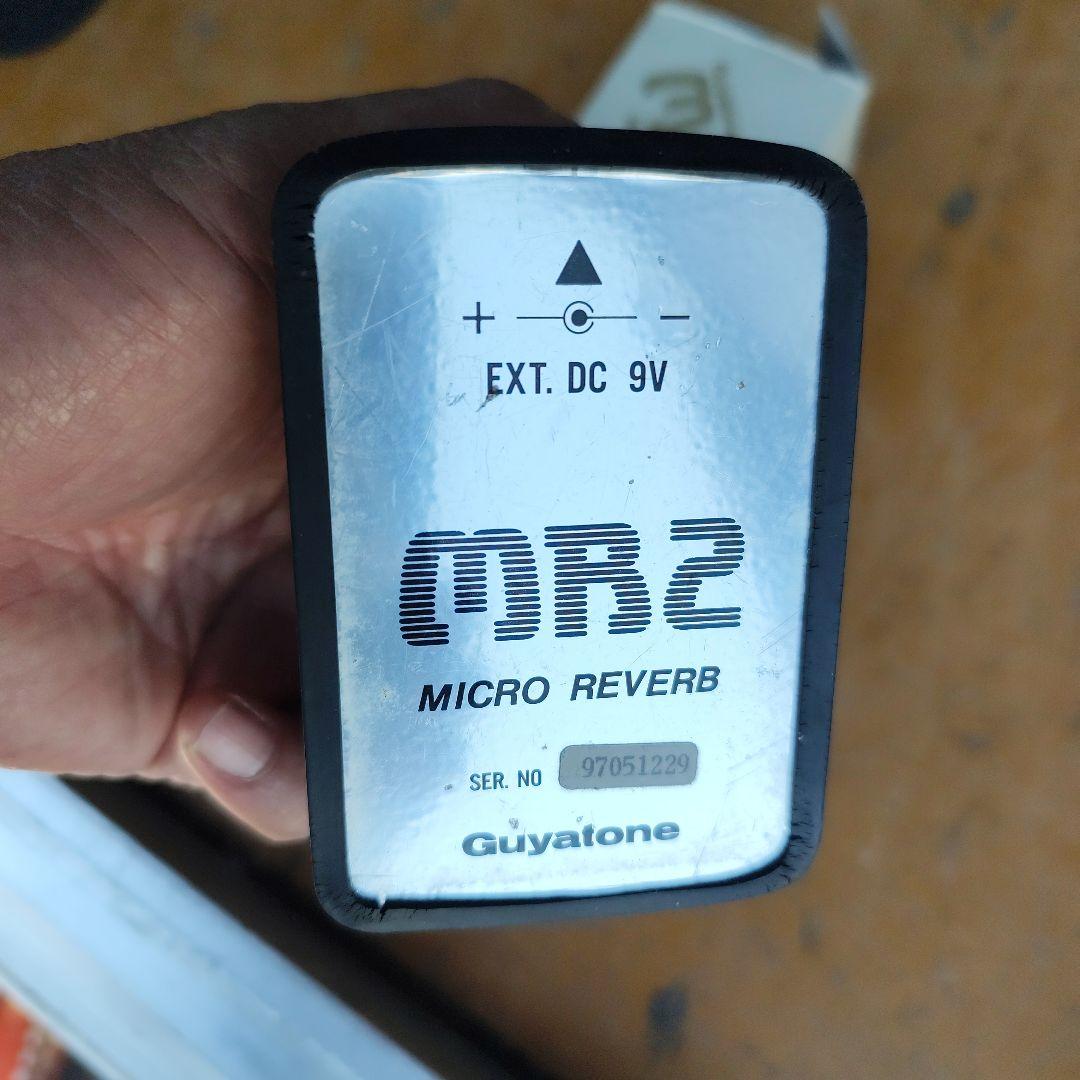 + −
EXT. DC 9V
MR2
MICRO REVERB
SER. NO 97051229
Guyatone